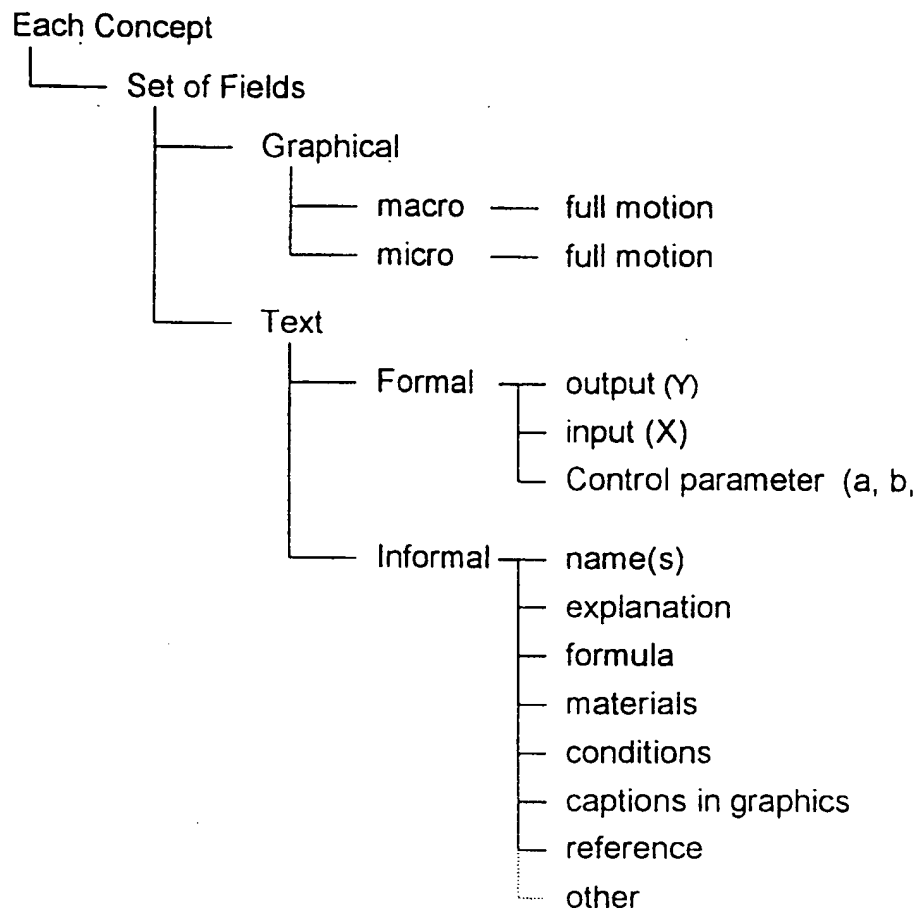 Each Concept
Set of Fields
Graphical
macro — full motion
micro — full motion
Text
Formal output (Y)
input (X)
Control parameter (a, b,
Informal name(s)
explanation
formula
materials
conditions
captions in graphics
reference
other